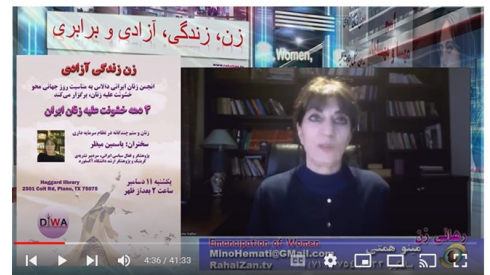 زن، زندگی، آزادی و برابری
Women,
زن زندگی آزادی
انجمن زنان ایرانی دالاس به مناسبت روز جهانی محو
خشونت علیه زنان، برگزار می‌کند
۴ دهه خشونت علیه زنان ایران
زنان و ستم چندگانه در نظام سرمایه داری
سخنران: یاسمین میظر
یکشنبه ۱۱ دسامبر
ساعت ۲ بعداز ظهر
Haggard library
2501 Coit Rd, Plano, TX 75075
DIWA
رهائی زن
مینو همتی
Emancipation of Women
MinoHemati@GMail.com
RahaiZan.tv
4:36 / 41:33